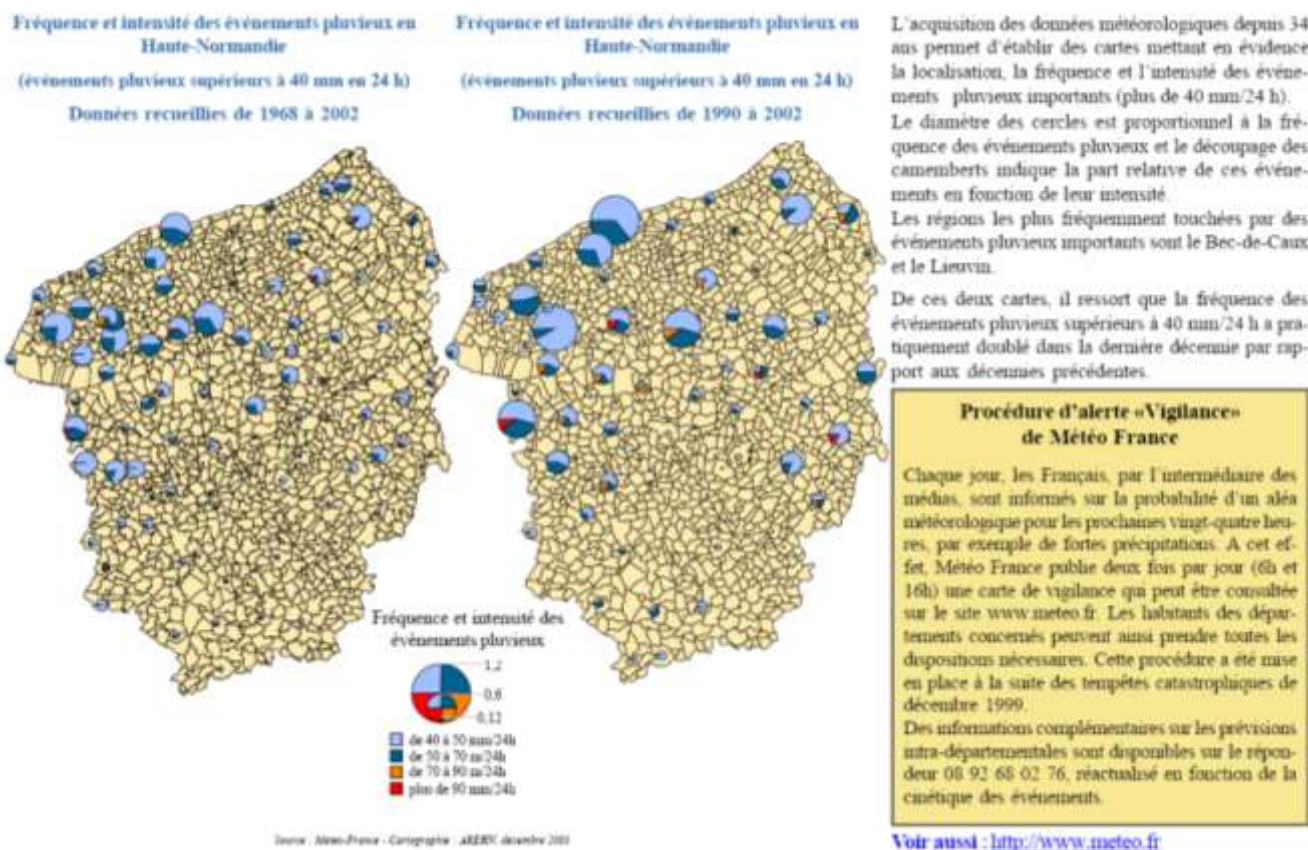 Fréquence et intensité des événements pluvieux en
Haute-Normandie
(événements pluvieux supérieurs à 40 mm en 24 h)
Données recueillies de 1968 à 2002
Fréquence et intensité des événements pluvieux en
Haute-Normandie
(événements pluvieux supérieurs à 40 mm en 24 h)
Données recueillies de 1990 à 2002
Fréquence et intensité des
événements pluvieux
1,2
0,6
0,12
de 40 à 50 mm/24h
de 50 à 70 m/24h
de 70 à 90 m/24h
plus de 90 mm/24h
Source : Météo-France - Cartographie : AREHN, décembre
L'acquisition des données météorologiques depuis 34
ans permet d'établir des cartes mettant en évidence
la localisation, la fréquence et l'intensité des événe-
ments pluvieux importants (plus de 40 mm/24 h).
Le diamètre des cercles est proportionnel à la fré-
quence des événements pluvieux et le découpage des
camemberts indique la part relative de ces événe-
ments en fonction de leur intensité.
Les régions les plus fréquemment touchées par des
événements pluvieux importants sont le Bec-de-Caux
et le Lieuvin.
De ces deux cartes, il ressort que la fréquence des
événements pluvieux supérieurs à 40 mm/24 h a pra-
tiquement doublé dans la dernière décennie par rap-
port aux décennies précédentes.
Procédure d'alerte «Vigilance»
de Météo France
Chaque jour, les Français, par l'intermédiaire des
médias, sont informés sur la probabilité d'un aléa
météorologique pour les prochaines vingt-quatre heu-
res, par exemple de fortes précipitations. A cet ef-
fet, Météo France publie deux fois par jour (6h et
16h) une carte de vigilance qui peut être consultée
sur le site www.meteo.fr. Les habitants des dépar-
tements concernés peuvent ainsi prendre toutes les
dispositions nécessaires. Cette procédure a été mise
en place à la suite des tempêtes catastrophiques de
décembre 1999.
Des informations complémentaires sur les prévisions
intra-départementales sont disponibles sur le répon-
deur 08 92 68 02 76, réactualisé en fonction de la
cinétique des événements.
Voir aussi : http://www.meteo.fr